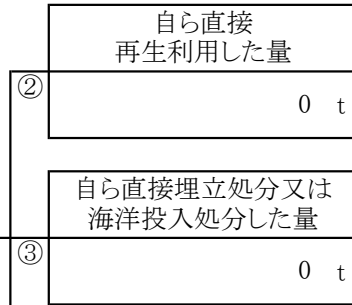 自ら直接
再生利用した量
②
0 t
自ら直接埋立処分又は
海洋投入処分した量
③
0 t